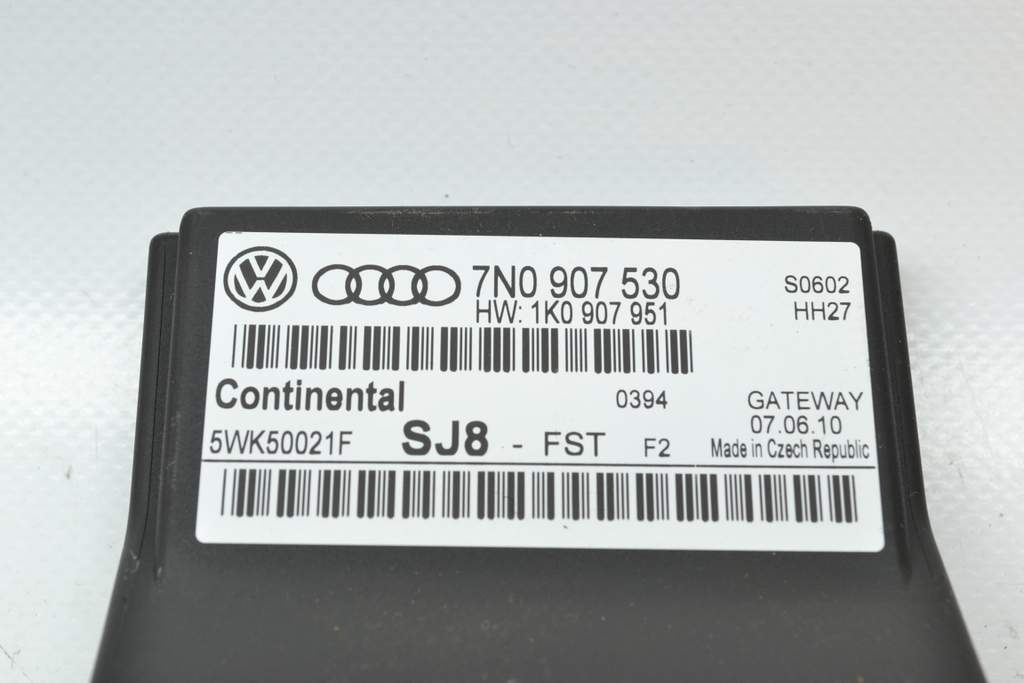 7N0 907 530
HW: 1K0 907 951
S0602
HH27
Continental
0394
GATEWAY
07.06.10
5WK50021F SJ8 - FST F2 Made in Czech Republic